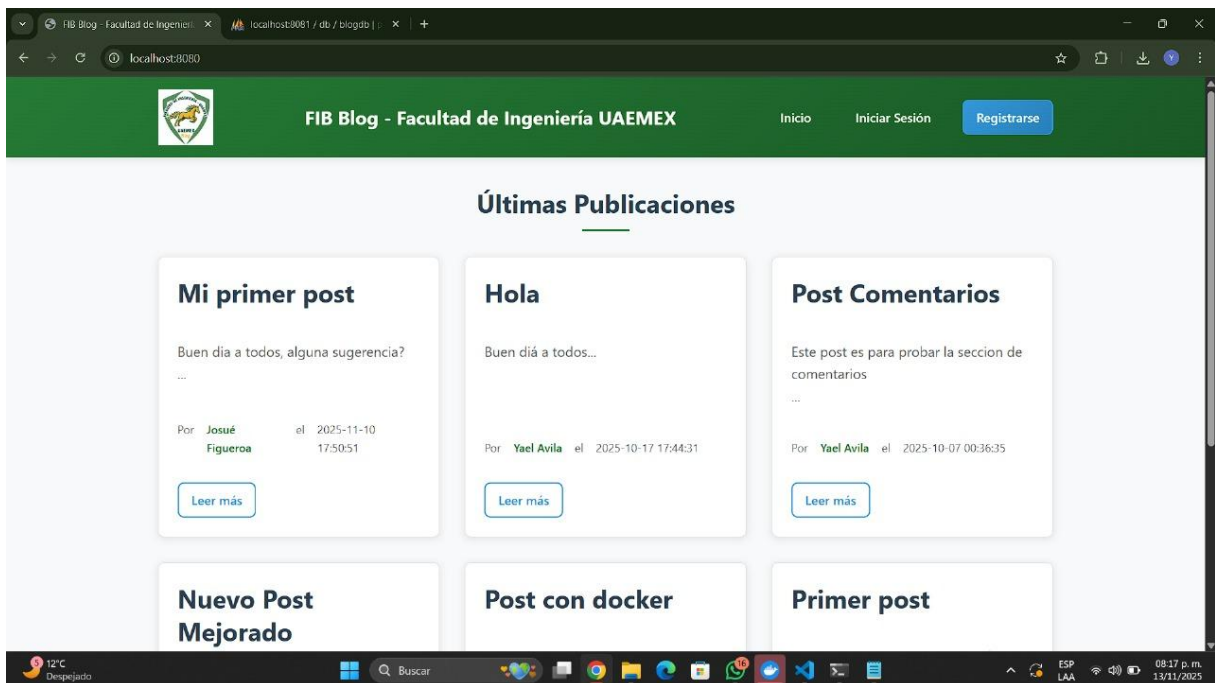 FIB Blog - Facultad de Ingenierí
localhost:8081 / db / blogdb | p
localhost:8080
Y
FIB Blog - Facultad de Ingeniería UAEMEX
Inicio
Iniciar Sesión
Registrarse
Últimas Publicaciones
Mi primer post
Buen dia a todos, alguna sugerencia?
...
Por Josué Figueroa el 2025-11-10
17:50:51
Leer más
Hola
Buen diá a todos...
Por Yael Avila el 2025-10-17 17:44:31
Leer más
Post Comentarios
Este post es para probar la seccion de
comentarios
...
Por Yael Avila el 2025-10-07 00:36:35
Leer más
Nuevo Post
Mejorado
Post con docker
Primer post
5
12°C
Despejado
Buscar
16
ESP
LAA
08:17 p. m.
13/11/2025